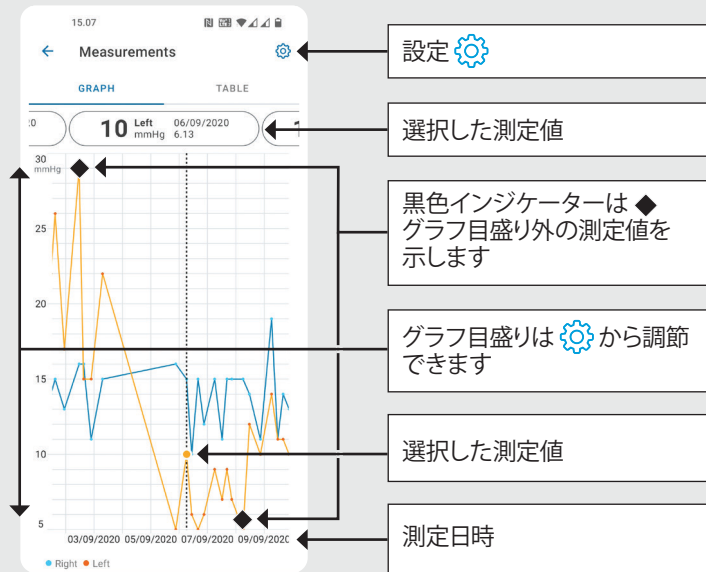 15.07
Measurements
GRAPH TABLE
10 Left 06/09/2020
mmHg 6.13
30
mmHg
25
20
15
10
5
03/09/2020 05/09/2020 07/09/2020 09/09/2020
Right Left
設定
選択した測定値
黒色インジケーターは ◆
グラフ目盛り外の測定値を
示します
グラフ目盛りは から調節
できます
選択した測定値
測定日時